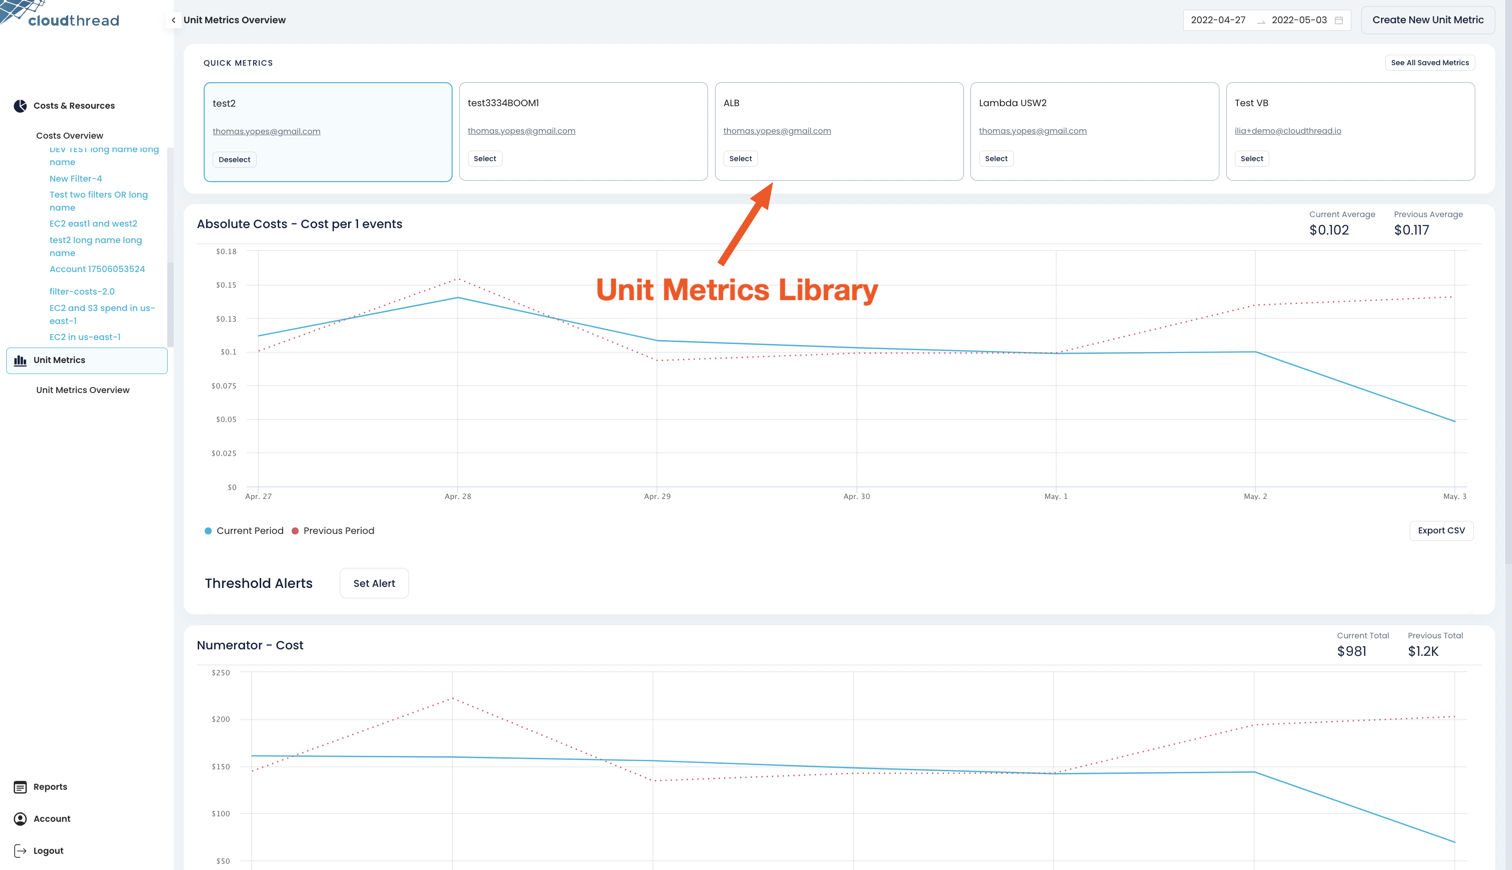 cloudthread
Unit Metrics Overview
2022-04-27
2022-05-03
Create New Unit Metric
QUICK METRICS
See All Saved Metrics
test2
thomas.yopes@gmail.com
Deselect
test3334BOOM1
thomas.yopes@gmail.com
Select
ALB
thomas.yopes@gmail.com
Select
Lambda USW2
thomas.yopes@gmail.com
Select
Test VB
ilia+demo@cloudthread.io
Select
Costs & Resources
Costs Overview
DEV TEST long name long
name
New Filter-4
Test two filters OR long
name
EC2 east1 and west2
test2 long name long
name
Account 17506053524
filter-costs-2.0
EC2 and S3 spend in us-
east-1
EC2 in us-east-1
Unit Metrics
Unit Metrics Overview
Reports
Account
Logout
Absolute Costs - Cost per 1 events
Current Average
$0.102
Previous Average
$0.117
Unit Metrics Library
$0.18
$0.15
$0.13
$0.1
$0.075
$0.05
$0.025
$0
Apr. 27
Apr. 28
Apr. 29
Apr. 30
May. 1
May. 2
May. 3
Current Period
Previous Period
Export CSV
Threshold Alerts
Set Alert
Numerator - Cost
Current Total
$981
Previous Total
$1.2K
$250
$200
$150
$100
$50